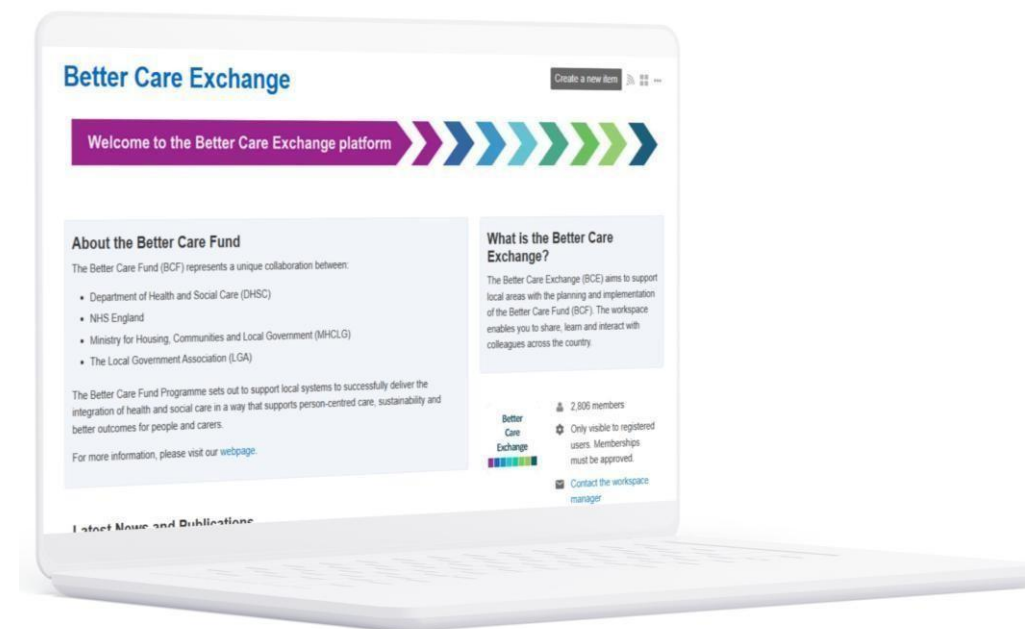 Better Care Exchange
Create a new item
Welcome to the Better Care Exchange platform
About the Better Care Fund
The Better Care Fund (BCF) represents a unique collaboration between:
• Department of Health and Social Care (DHSC)
• NHS England
• Ministry for Housing, Communities and Local Government (MHCLG)
• The Local Government Association (LGA)
The Better Care Fund Programme sets out to support local systems to successfully deliver the
integration of health and social care in a way that supports person-centred care, sustainability and
better outcomes for people and carers.
For more information, please visit our webpage.
What is the Better Care
Exchange?
The Better Care Exchange (BCE) aims to support
local areas with the planning and implementation
of the Better Care Fund (BCF). The workspace
enables you to share, learn and interact with
colleagues across the country.
Better
Care
Exchange
2,806 members
Only visible to registered
users. Memberships
must be approved.
Contact the workspace
manager
Latest News and Publications